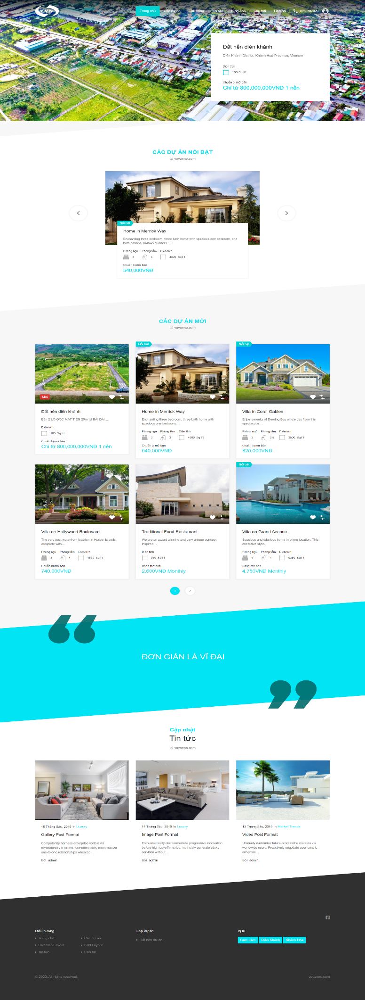 VVN
Trang chủ Các dự án Giới thiệu Tin tức Hình ảnh Câu hỏi Liên hệ 0932707920
Đất nền diên khánh
Diên Khánh District, Khánh Hoà Province, Vietnam
Diện tích
100 Sq Ft
Chuẩn bị mở bán
Chỉ từ 800,000,000VNĐ 1 nền
CÁC DỰ ÁN NỔI BẬT
tại vovanno.com
Nổi bật
Home in Merrick Way
Enchanting three bedroom, three bath home with spacious one bedroom, one
bath cabana, in-laws quarters.…
Phòng ngủ Phòng tắm Diện tích
3 3 4300 Sq Ft
Chuẩn bị mở bán
540,000VNĐ
CÁC DỰ ÁN MỚI
tại vovanno.com
Mới
Đất nền diên khánh
Bán 2 LÔ GÓC MẶT TIỀN 25m tại BÃI DÀI…
Diện tích
100 Sq Ft
Chuẩn bị mở bán
Chỉ từ 800,000,000VNĐ 1 nền
Nổi bật
Home in Merrick Way
Enchanting three bedroom, three bath home with
spacious one bedroom,…
Phòng ngủ Phòng tắm Diện tích
3 3 4300 Sq Ft
Chuẩn bị mở bán
540,000VNĐ
Nổi bật
Villa in Coral Gables
Enjoy serenity of Deering Bay whole day from this
spectacular…
Phòng ngủ Phòng tắm Diện tích
3 3.5 3500 Sq Ft
Chuẩn bị mở bán
825,000VNĐ
Villa on Hollywood Boulevard
The very best waterfront location in Harbor Islands
complete with…
Phòng ngủ Phòng tắm Diện tích
3 4 4530 Sq Ft
Chuẩn bị mở bán
740,000VNĐ
Traditional Food Restaurant
We are an award winning and very unique concept
inspired…
Diện tích
950 Sq Ft
Đang mở bán
2,600VNĐ Monthly
Nổi bật
Villa on Grand Avenue
Spacious and fabulous home in prime location. This
executive style…
Phòng ngủ Phòng tắm Diện tích
4 4 9350 Sq Ft
Đang mở bán
4,750VNĐ Monthly
1 2
“
ĐƠN GIẢN LÀ VĨ ĐẠI
”
Cập nhật
Tin tức
tại vovanno.com
15 Tháng Sáu, 2019 In Luxury
Gallery Post Format
Competently harness enterprise vortals via
revolutionary e-tailers. Monotonectally recaptiualize
one-to-one relationships whereas…
Bởi admin
14 Tháng Sáu, 2019 In Luxury
Image Post Format
Enthusiastically disintermediate progressive innovation
before high-payoff metrics. Intrinsicly generate sticky
services without…
Bởi admin
13 Tháng Sáu, 2019 In Market Trends
Video Post Format
Uniquely customize future-proof niche markets via
worldwide users. Proactively negotiate user-centric
schemas…
Bởi admin
Điều hướng
Trang chủ Các dự án
Half Map Layout Grid Layout
Tin tức Liên hệ
Loại dự án
Đất nền dự án
Vị trí
Cam Lâm Diên Khánh Khánh Hòa
© 2020. All rights reserved.
vovanno.com